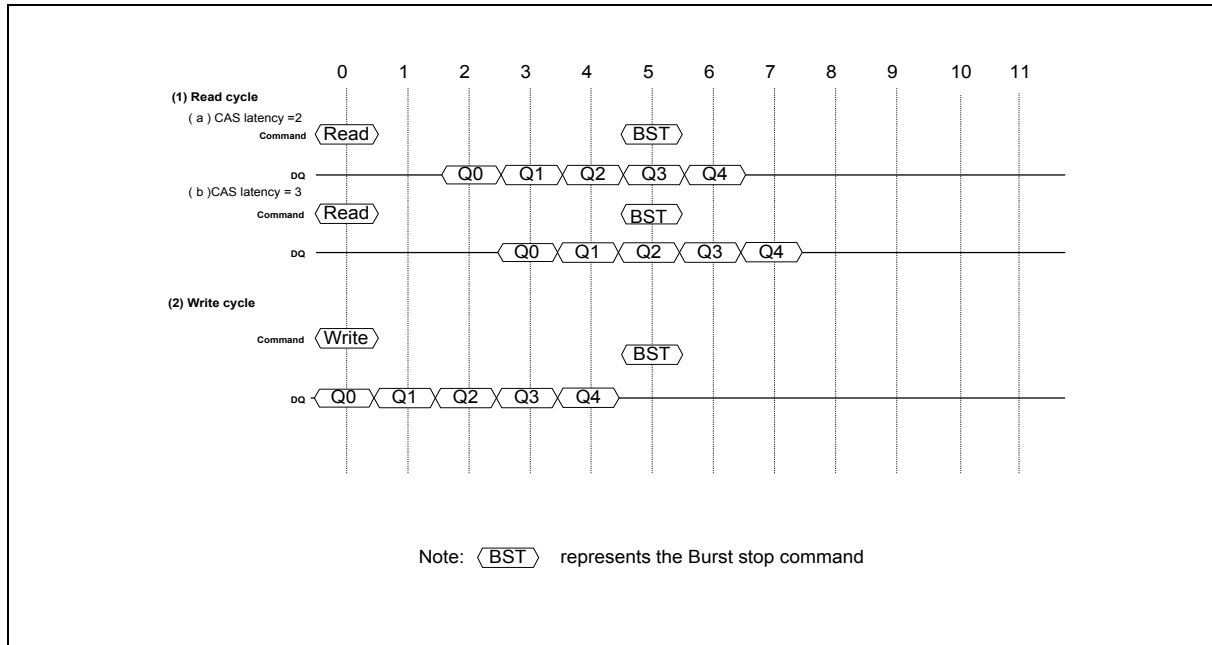 0 1 2 3 4 5 6 7 8 9 10 11
(1) Read cycle
( a ) CAS latency =2
Command Read BST
DQ Q0 Q1 Q2 Q3 Q4
( b )CAS latency = 3
Command Read BST
DQ Q0 Q1 Q2 Q3 Q4
(2) Write cycle
Command Write BST
DQ Q0 Q1 Q2 Q3 Q4
Note: BST represents the Burst stop command